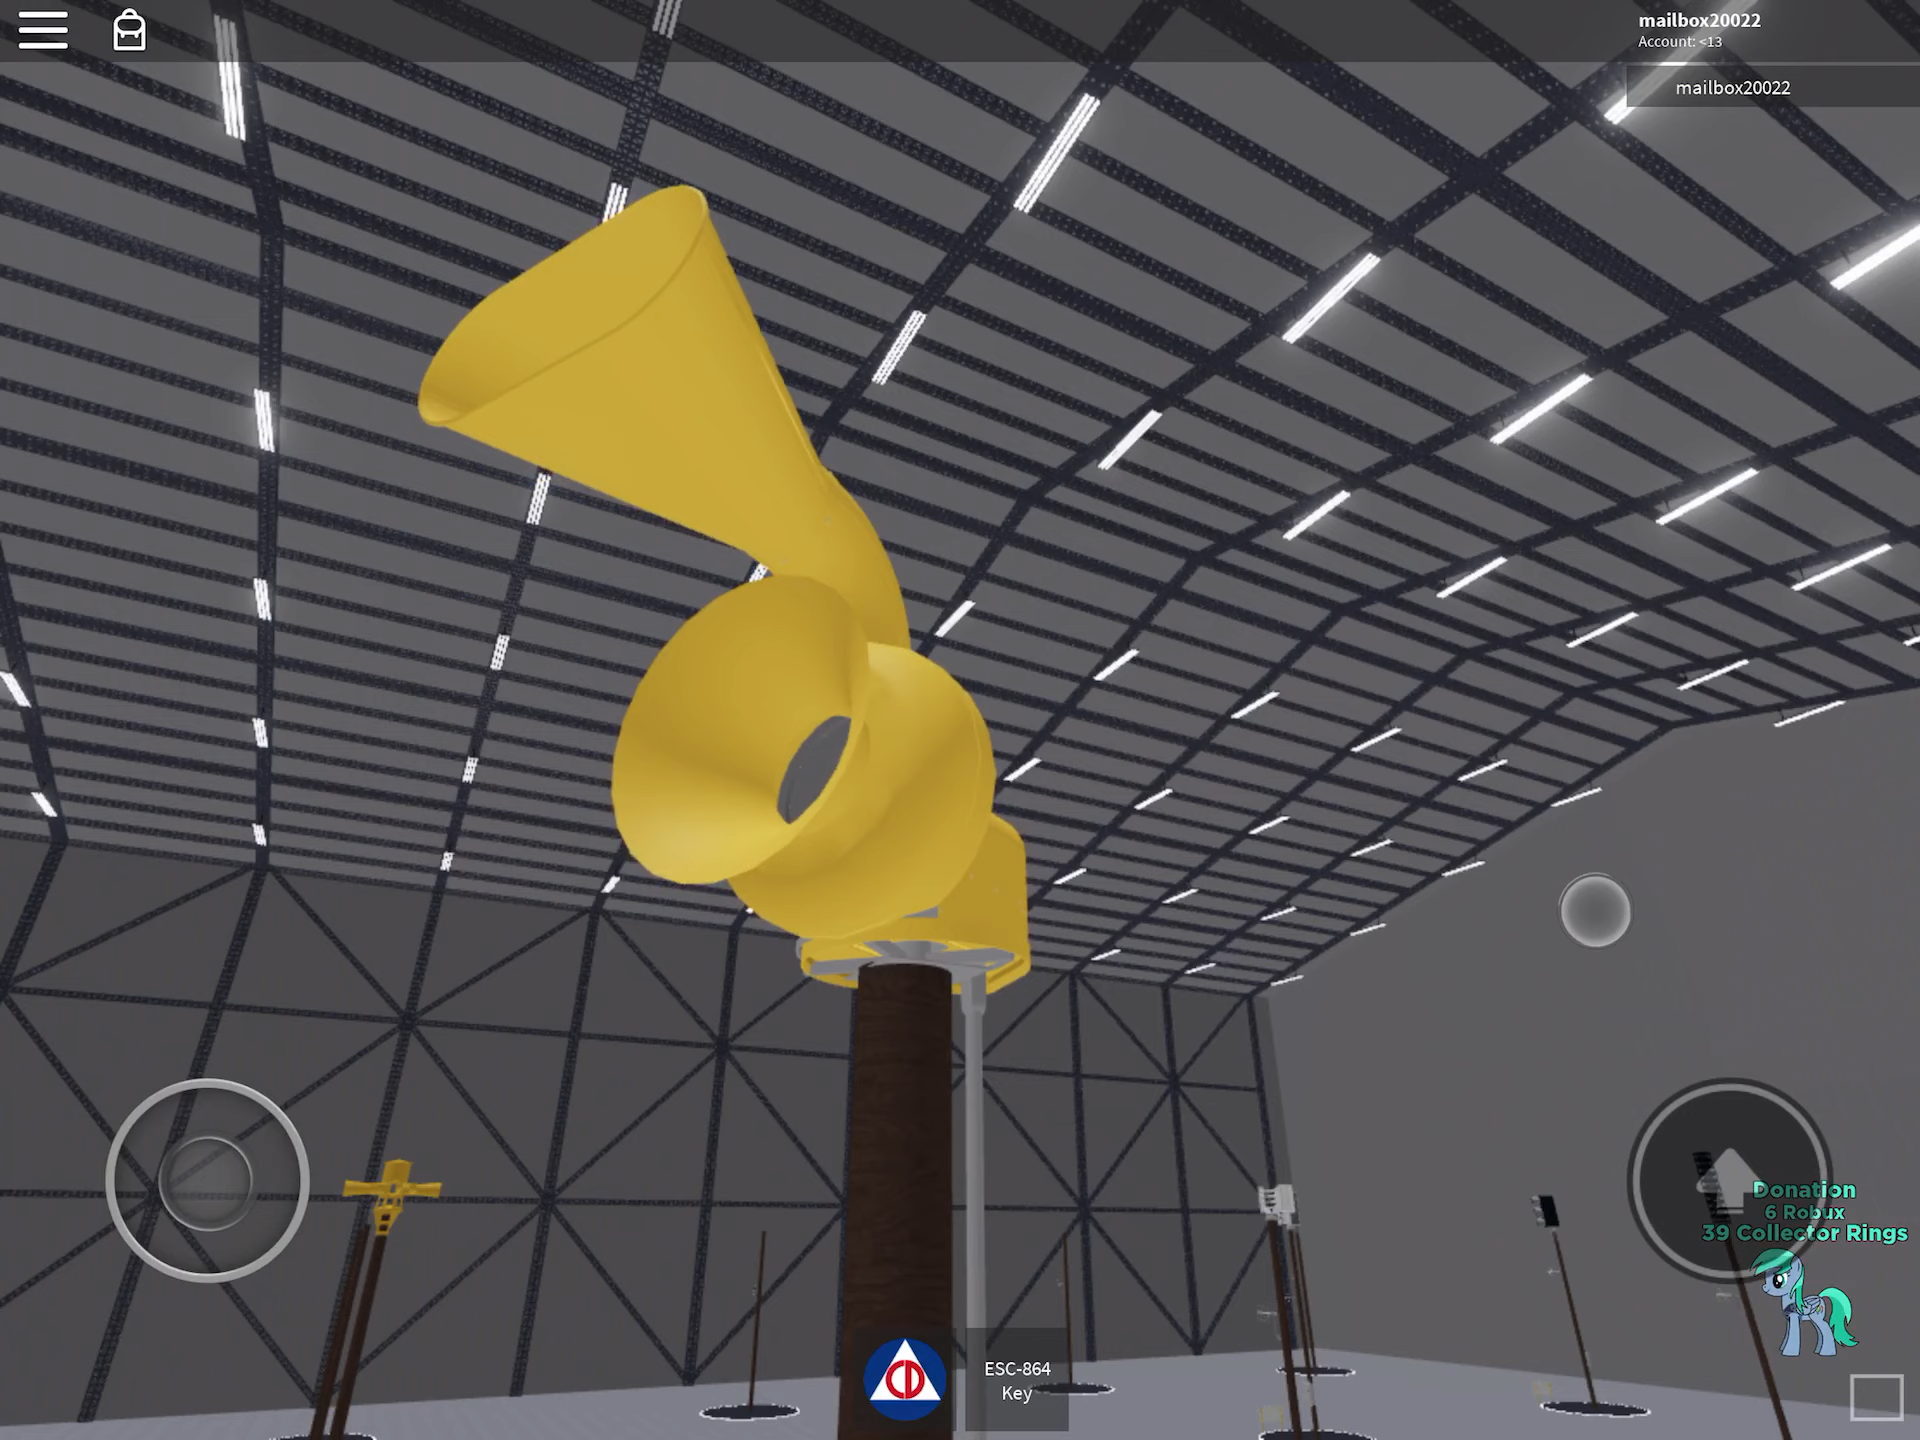 mailbox20022
Account: <13
mailbox20022
Donation
6 Robux
39 Collector Rings
CD
ESC-864
Key